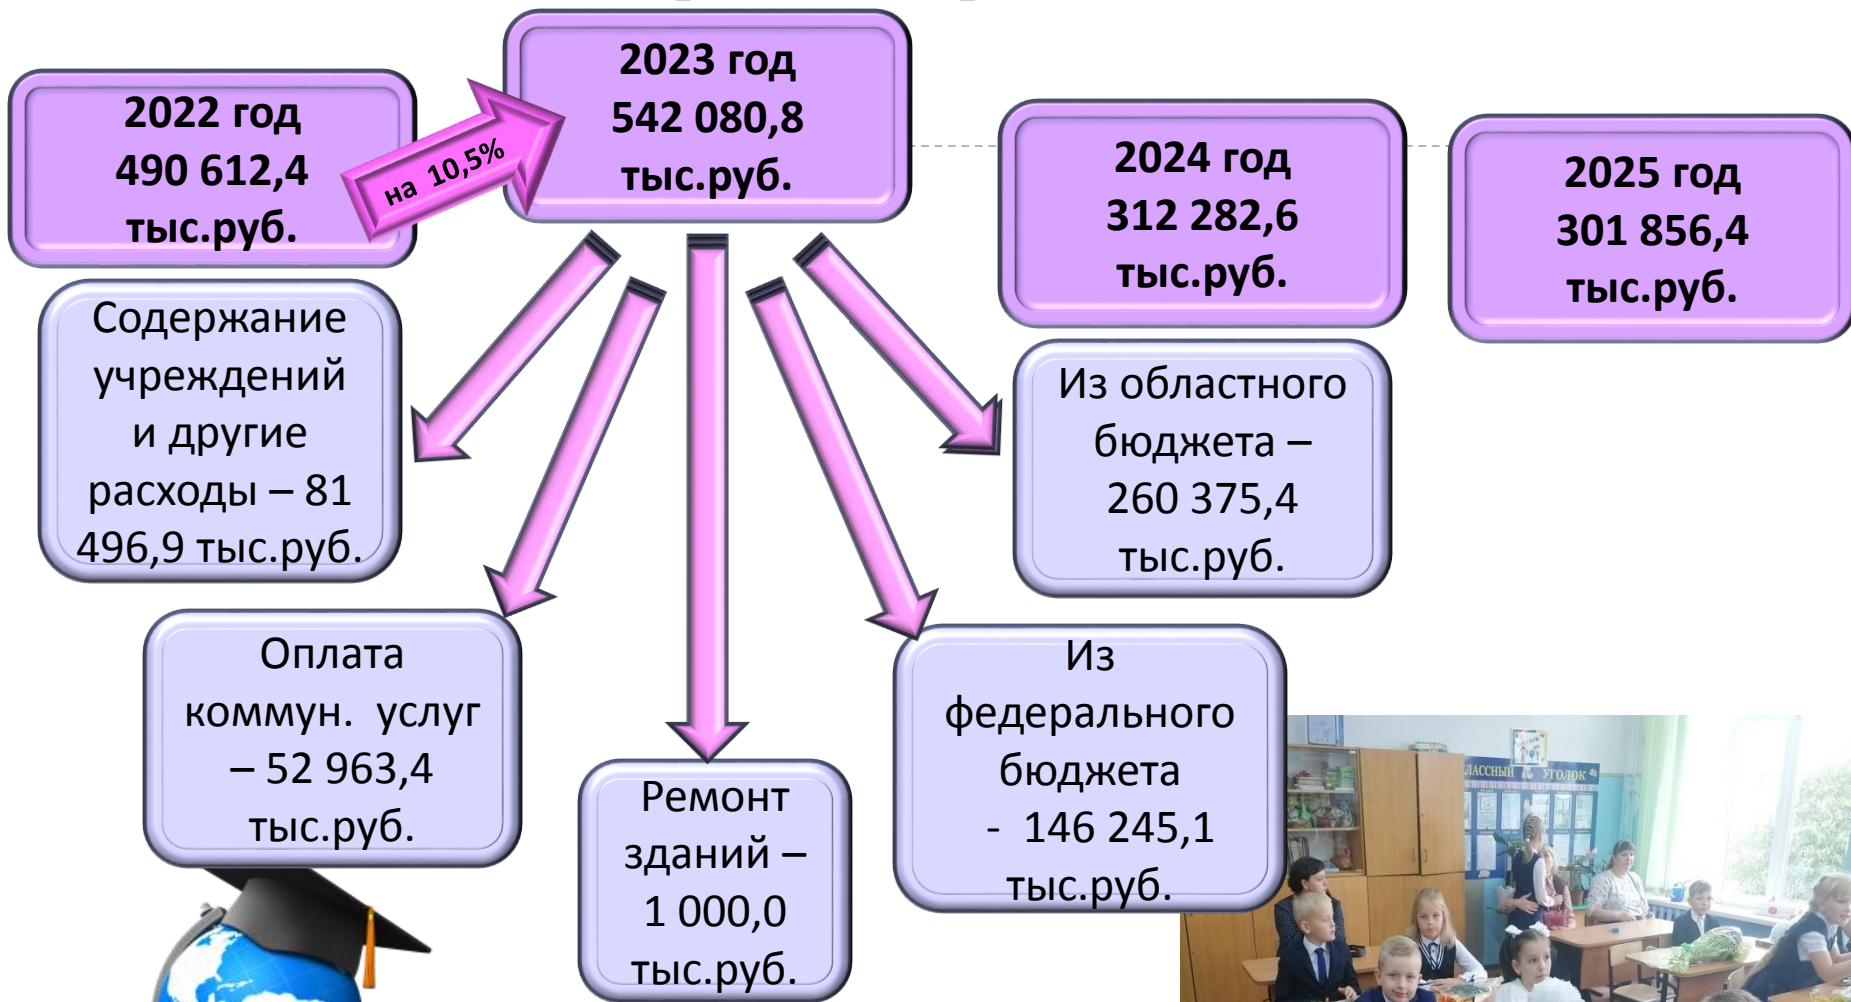 2022 год
490 612,4
тыс.руб.
на 10,5%
2023 год
542 080,8
тыс.руб.
2024 год
312 282,6
тыс.руб.
2025 год
301 856,4
тыс.руб.
Содержание
учреждений
и другие
расходы – 81
496,9 тыс.руб.
Оплата
коммун. услуг
– 52 963,4
тыс.руб.
Ремонт
зданий –
1 000,0
тыс.руб.
Из
федерального
бюджета
- 146 245,1
тыс.руб.
Из областного
бюджета –
260 375,4
тыс.руб.
ЛАССНЫЙ УГОЛОК